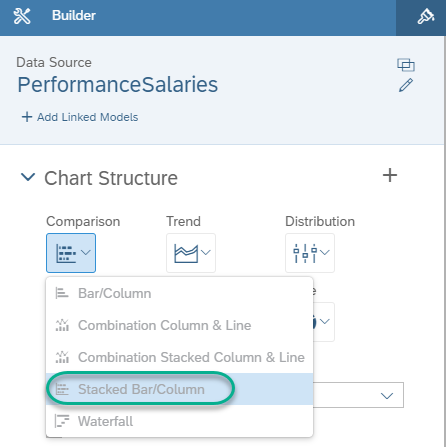 Builder
Data Source
PerformanceSalaries
+ Add Linked Models
Chart Structure
Comparison Trend Distribution
Bar/Column
Combination Column & Line
Combination Stacked Column & Line
Stacked Bar/Column
Waterfall